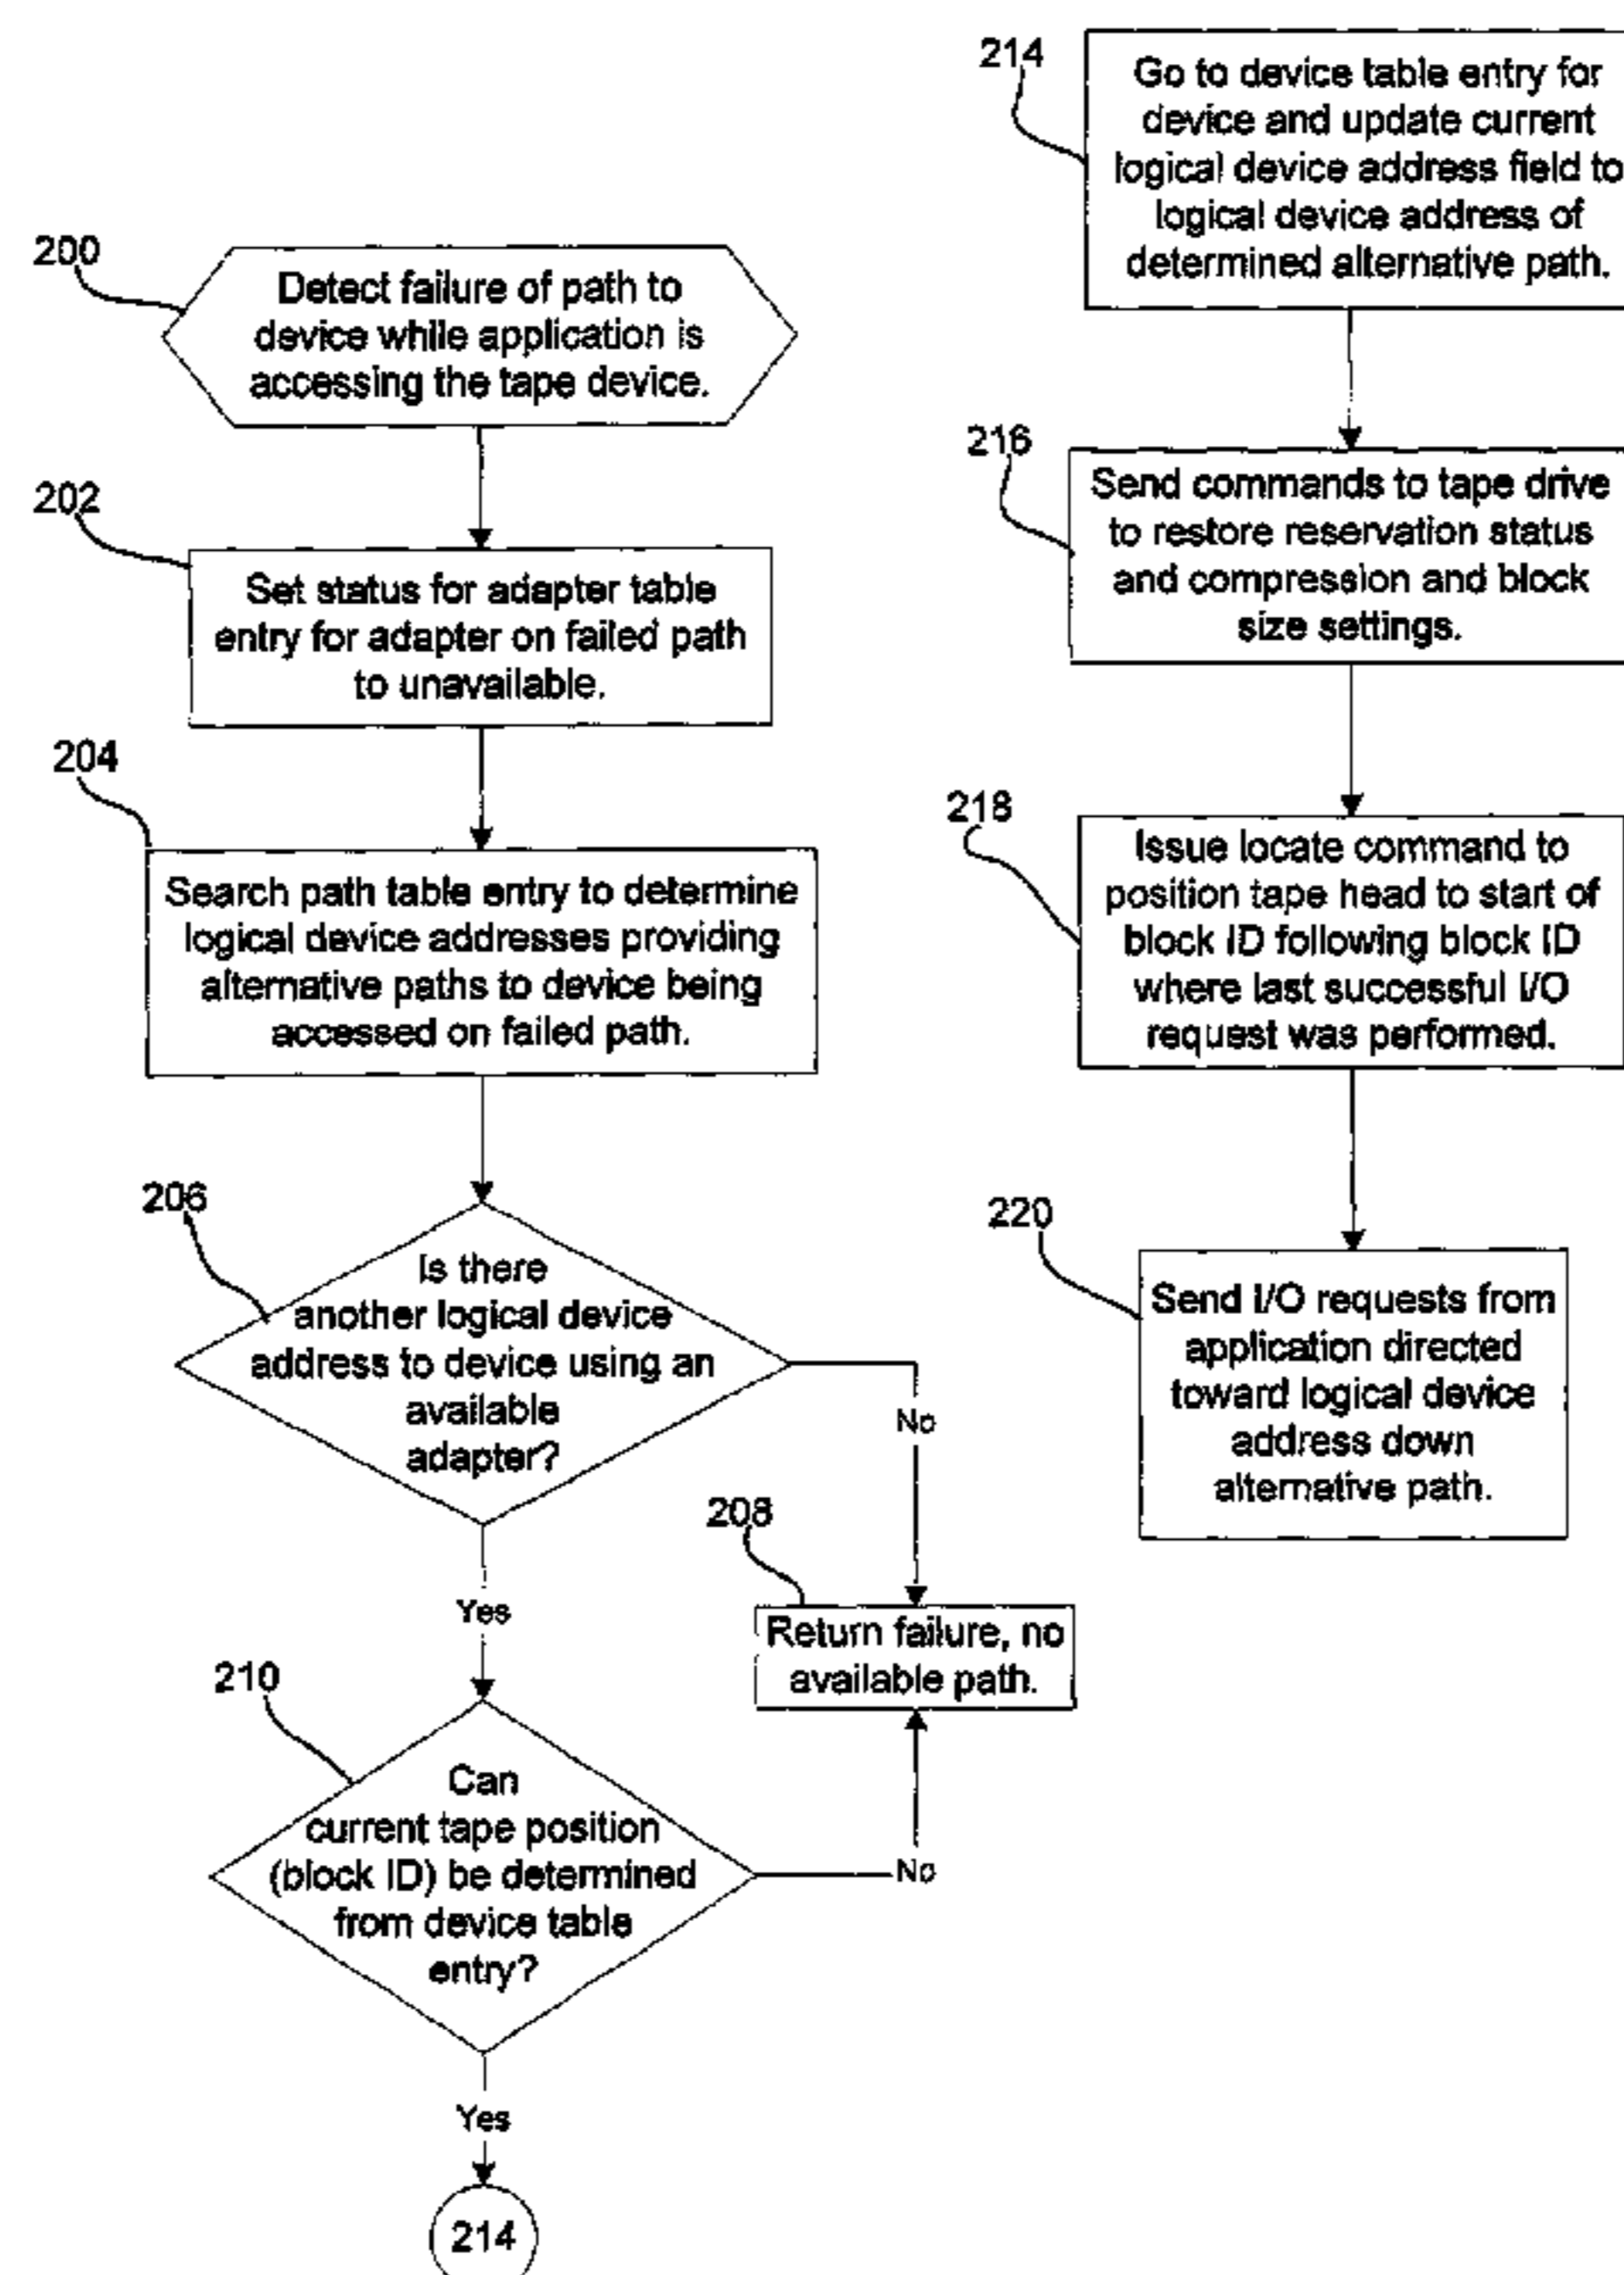 200
Detect failure of path to
device while application is
accessing the tape device.
202
Set status for adapter table
entry for adapter on failed path
to unavailable.
204
Search path table entry to determine
logical device addresses providing
alternative paths to device being
accessed on failed path.
206
Is there
another logical device
address to device using an
available
adapter?
No
Yes
208
Return failure, no
available path.
210
Can
current tape position
(block ID) be determined
from device table
entry?
No
Yes
214
214
Go to device table entry for
device and update current
logical device address field to
logical device address of
determined alternative path.
216
Send commands to tape drive
to restore reservation status
and compression and block
size settings.
218
Issue locate command to
position tape head to start of
block ID following block ID
where last successful I/O
request was performed.
220
Send I/O requests from
application directed
toward logical device
address down
alternative path.